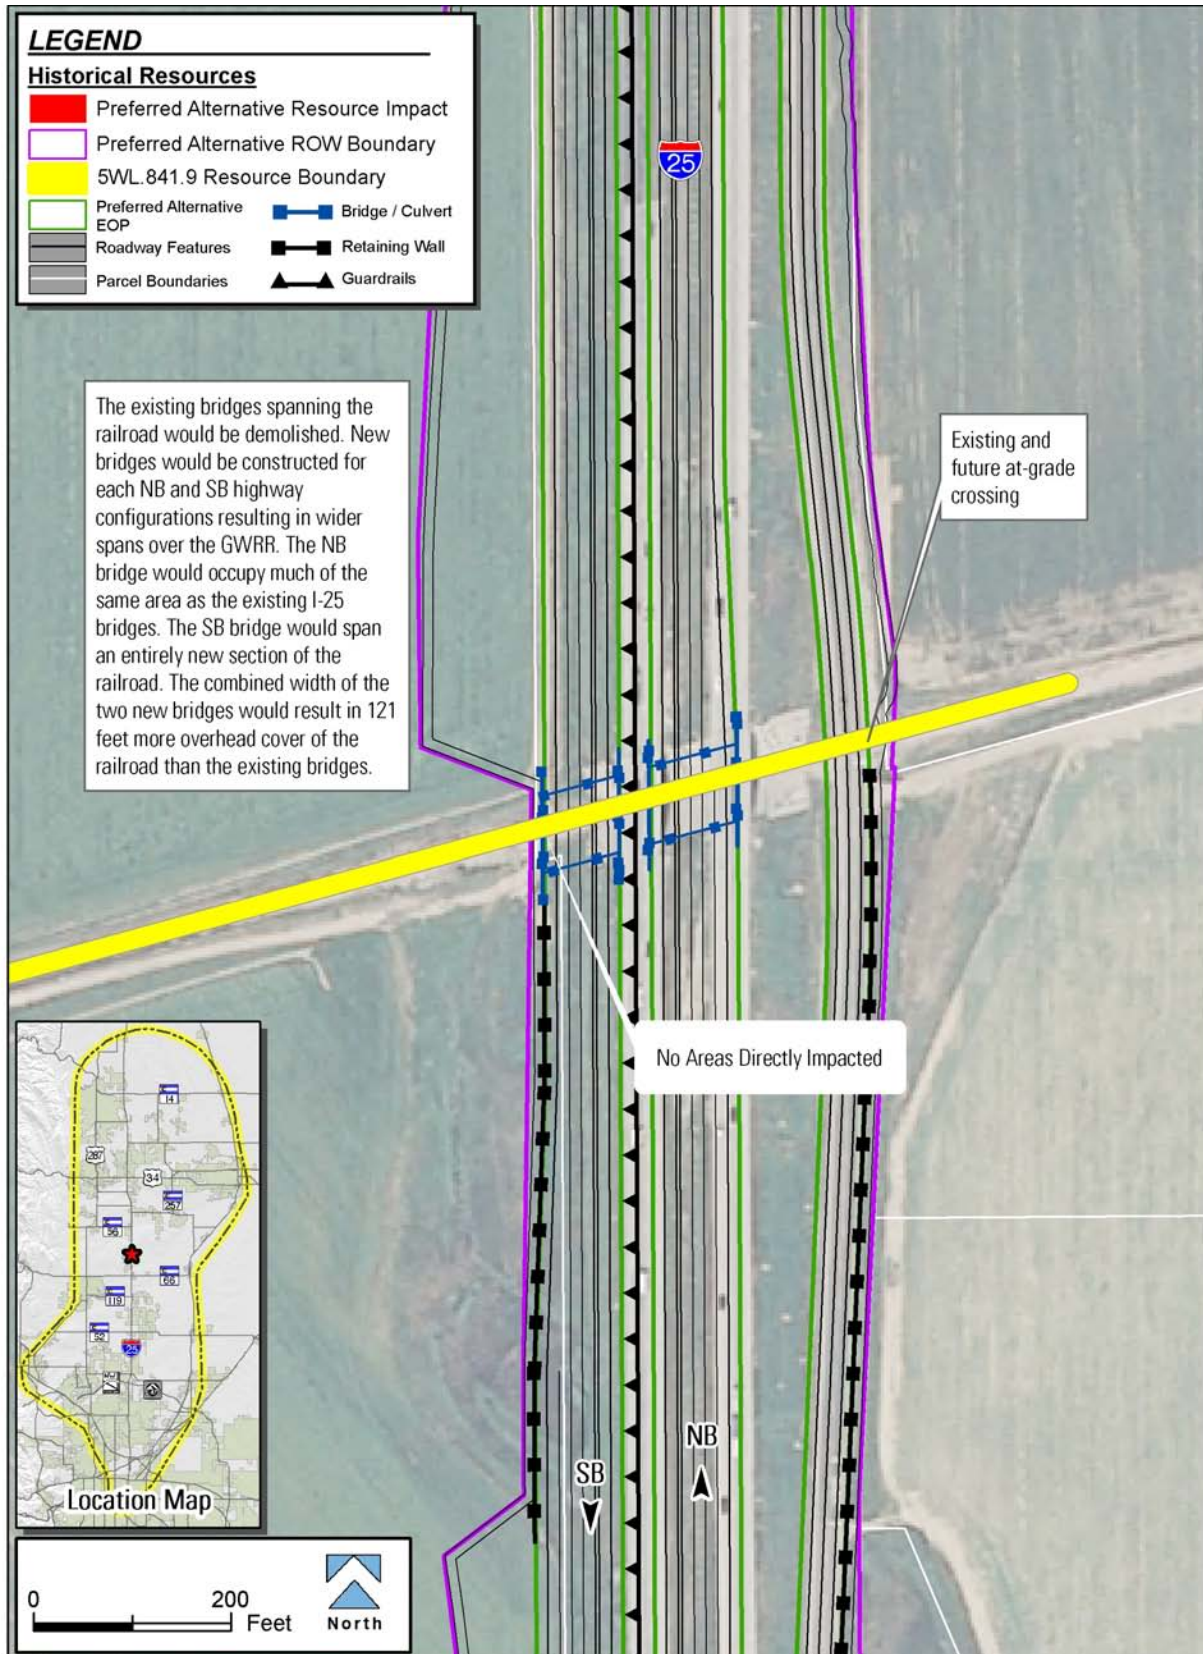 LEGEND
Historical Resources
Preferred Alternative Resource Impact
Preferred Alternative ROW Boundary
5WL.841.9 Resource Boundary
Preferred Alternative
EOP
Bridge / Culvert
Roadway Features
Retaining Wall
Parcel Boundaries
Guardrails
25
The existing bridges spanning the
railroad would be demolished. New
bridges would be constructed for
each NB and SB highway
configurations resulting in wider
spans over the GWRR. The NB
bridge would occupy much of the
same area as the existing I-25
bridges. The SB bridge would span
an entirely new section of the
railroad. The combined width of the
two new bridges would result in 121
feet more overhead cover of the
railroad than the existing bridges.
Existing and
future at-grade
crossing
No Areas Directly Impacted
14
287
34
257
56
66
119
52
25
Location Map
SB
NB
0 200
Feet
North